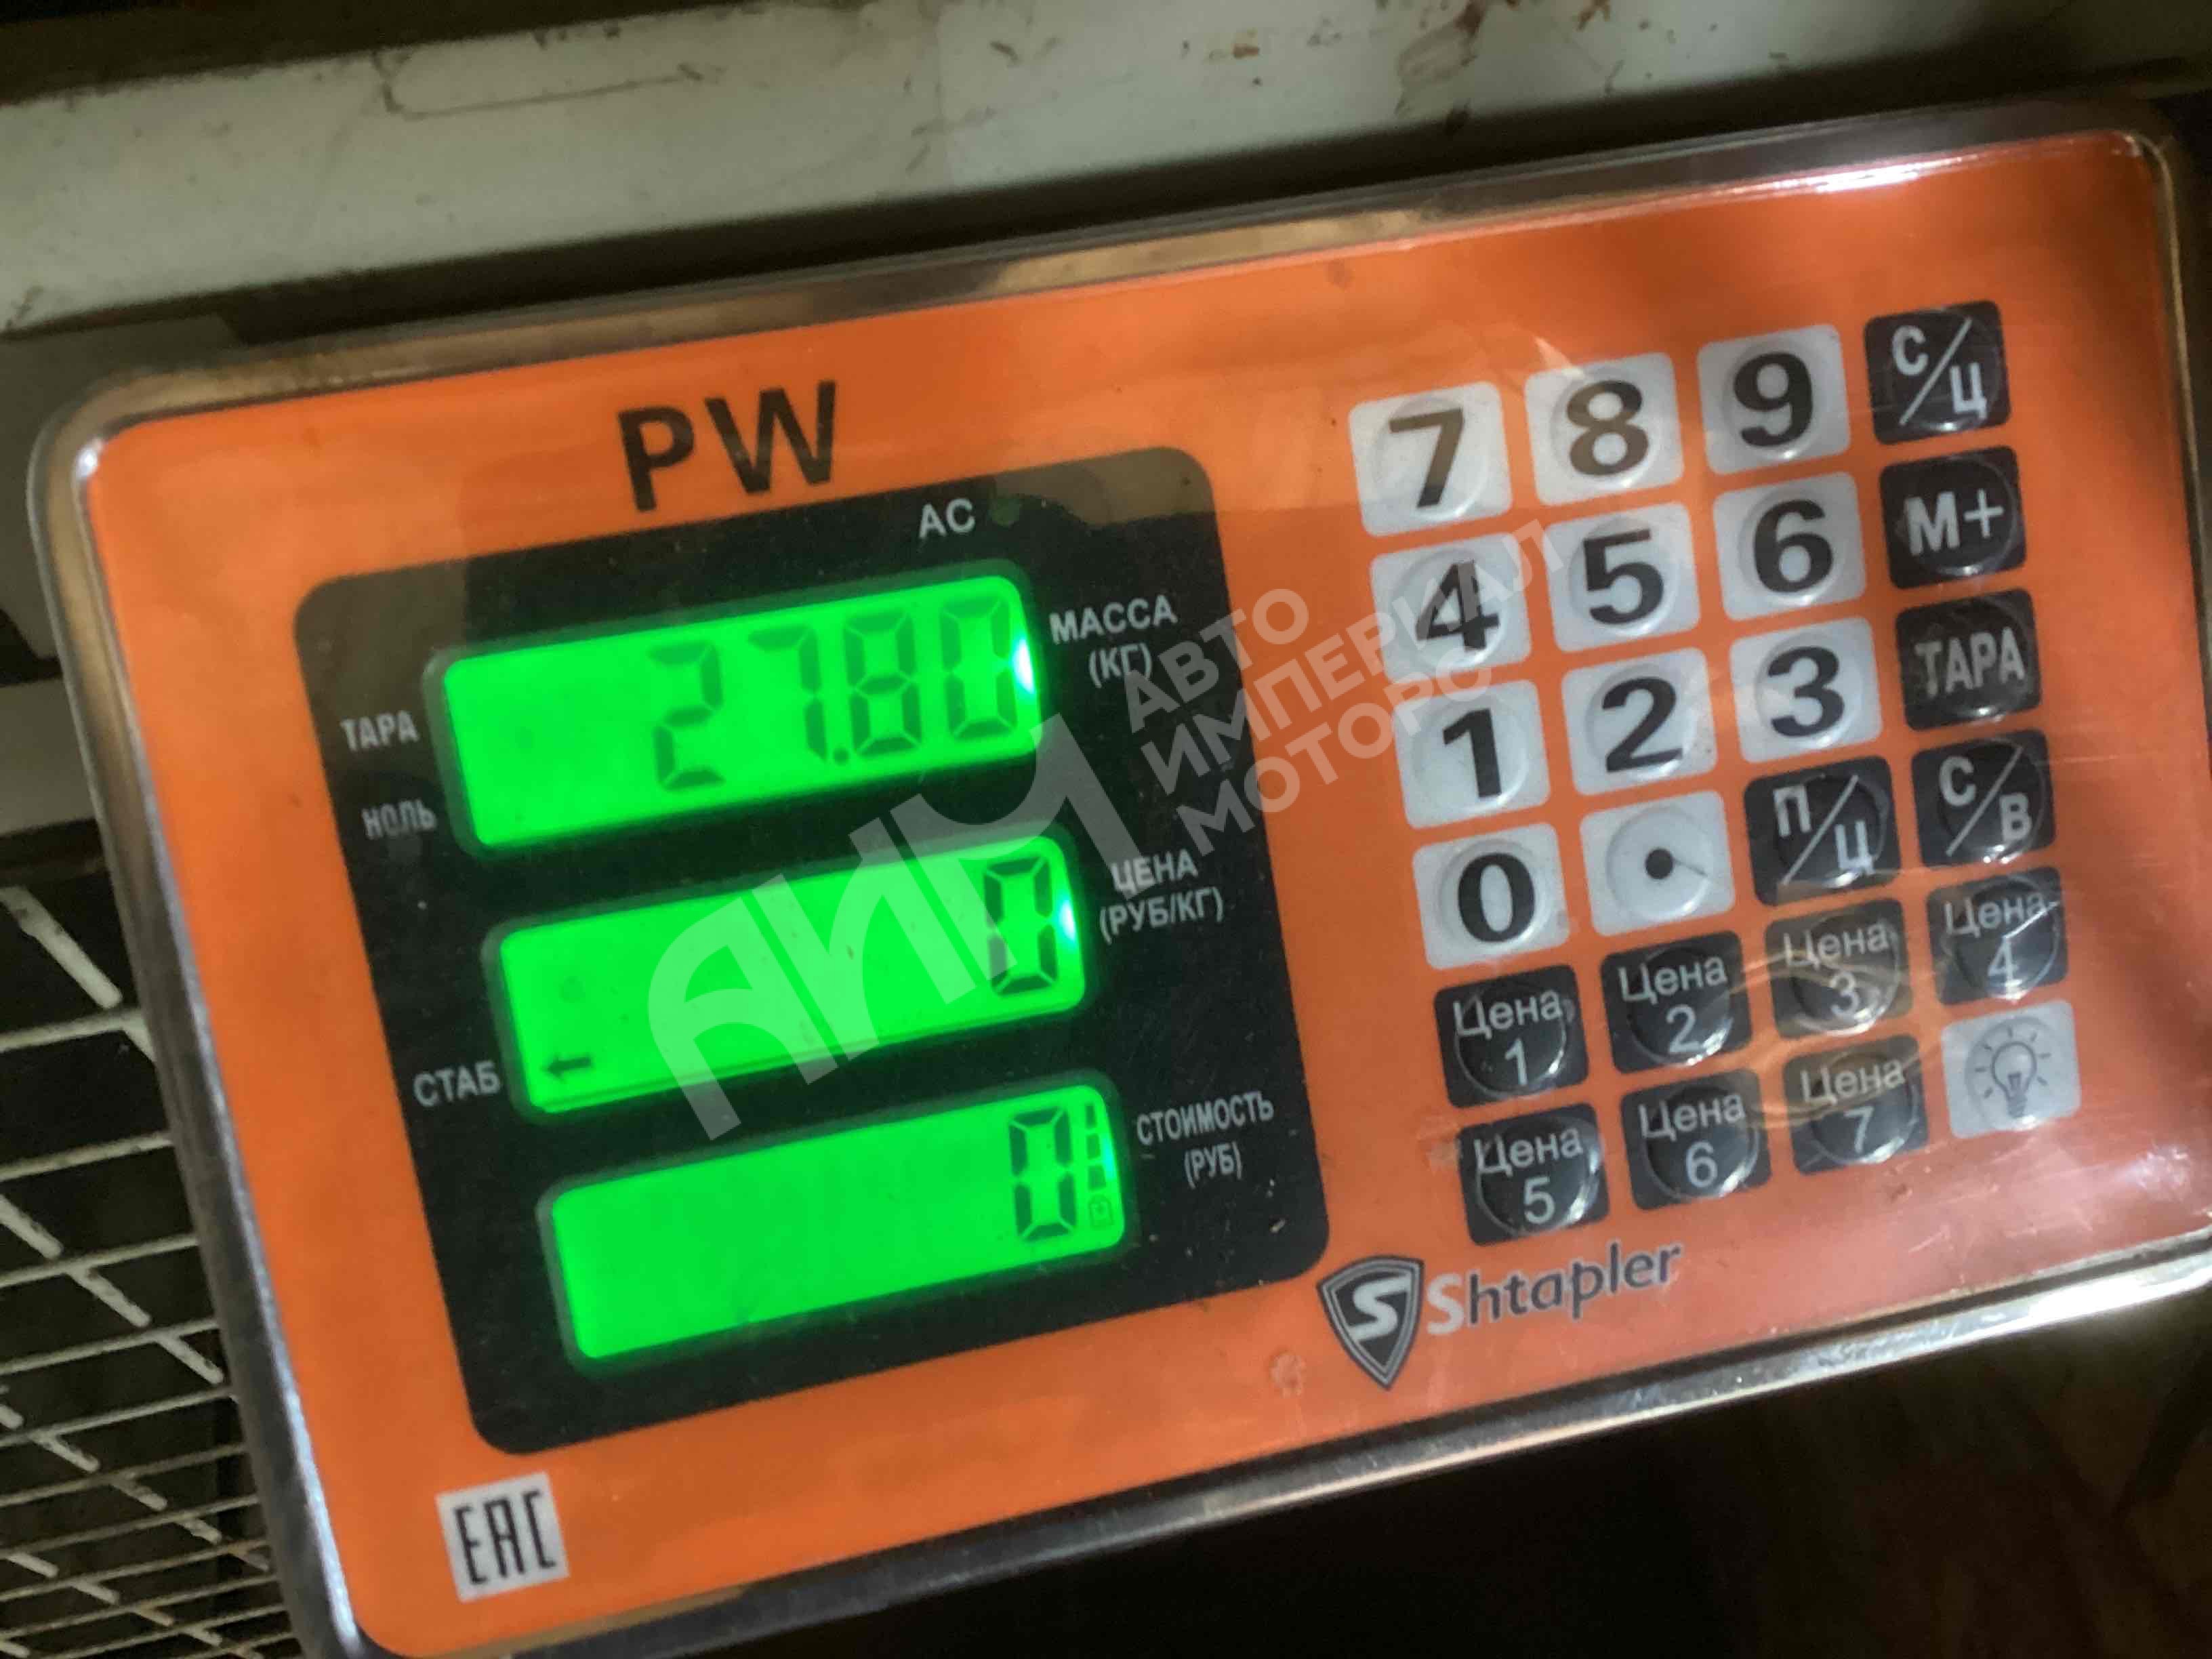 PW
AC
27.80
МАССА
(КГ)
ТАРА
НОЛЬ
0
ЦЕНА
(РУБ/КГ)
СТАБ
0
СТОИМОСТЬ
(РУБ)
7 8 9 С/Ц
4 5 6 М+
1 2 3 ТАРА
0 . П/Ц С/В
Цена 1 Цена 2 Цена 3 Цена 4
Цена 5 Цена 6 Цена 7
S Shtapler
EAC
АИМ
АВТО
ИМПЕРИАЛ
МОТОРС